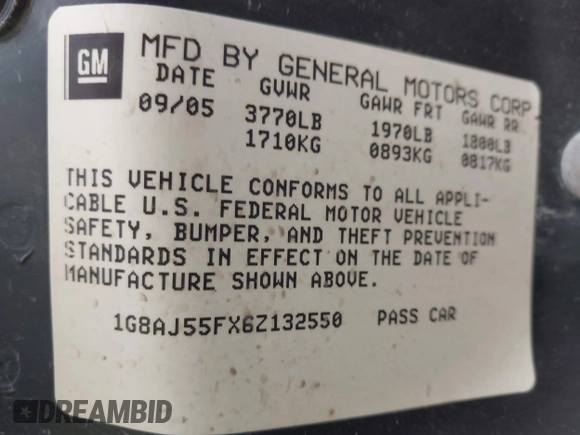 GM
MFD BY GENERAL MOTORS CORP
DATE GVWR GAWR FRT GAWR RR
09/05 3770LB 1970LB 1800LB
1710KG 0893KG 0817KG
THIS VEHICLE CONFORMS TO ALL APPLI-
CABLE U.S. FEDERAL MOTOR VEHICLE
SAFETY, BUMPER, AND THEFT PREVENTION
STANDARDS IN EFFECT ON THE DATE OF
MANUFACTURE SHOWN ABOVE.
1G8AJ55FX6Z132550 PASS CAR
DREAMBID